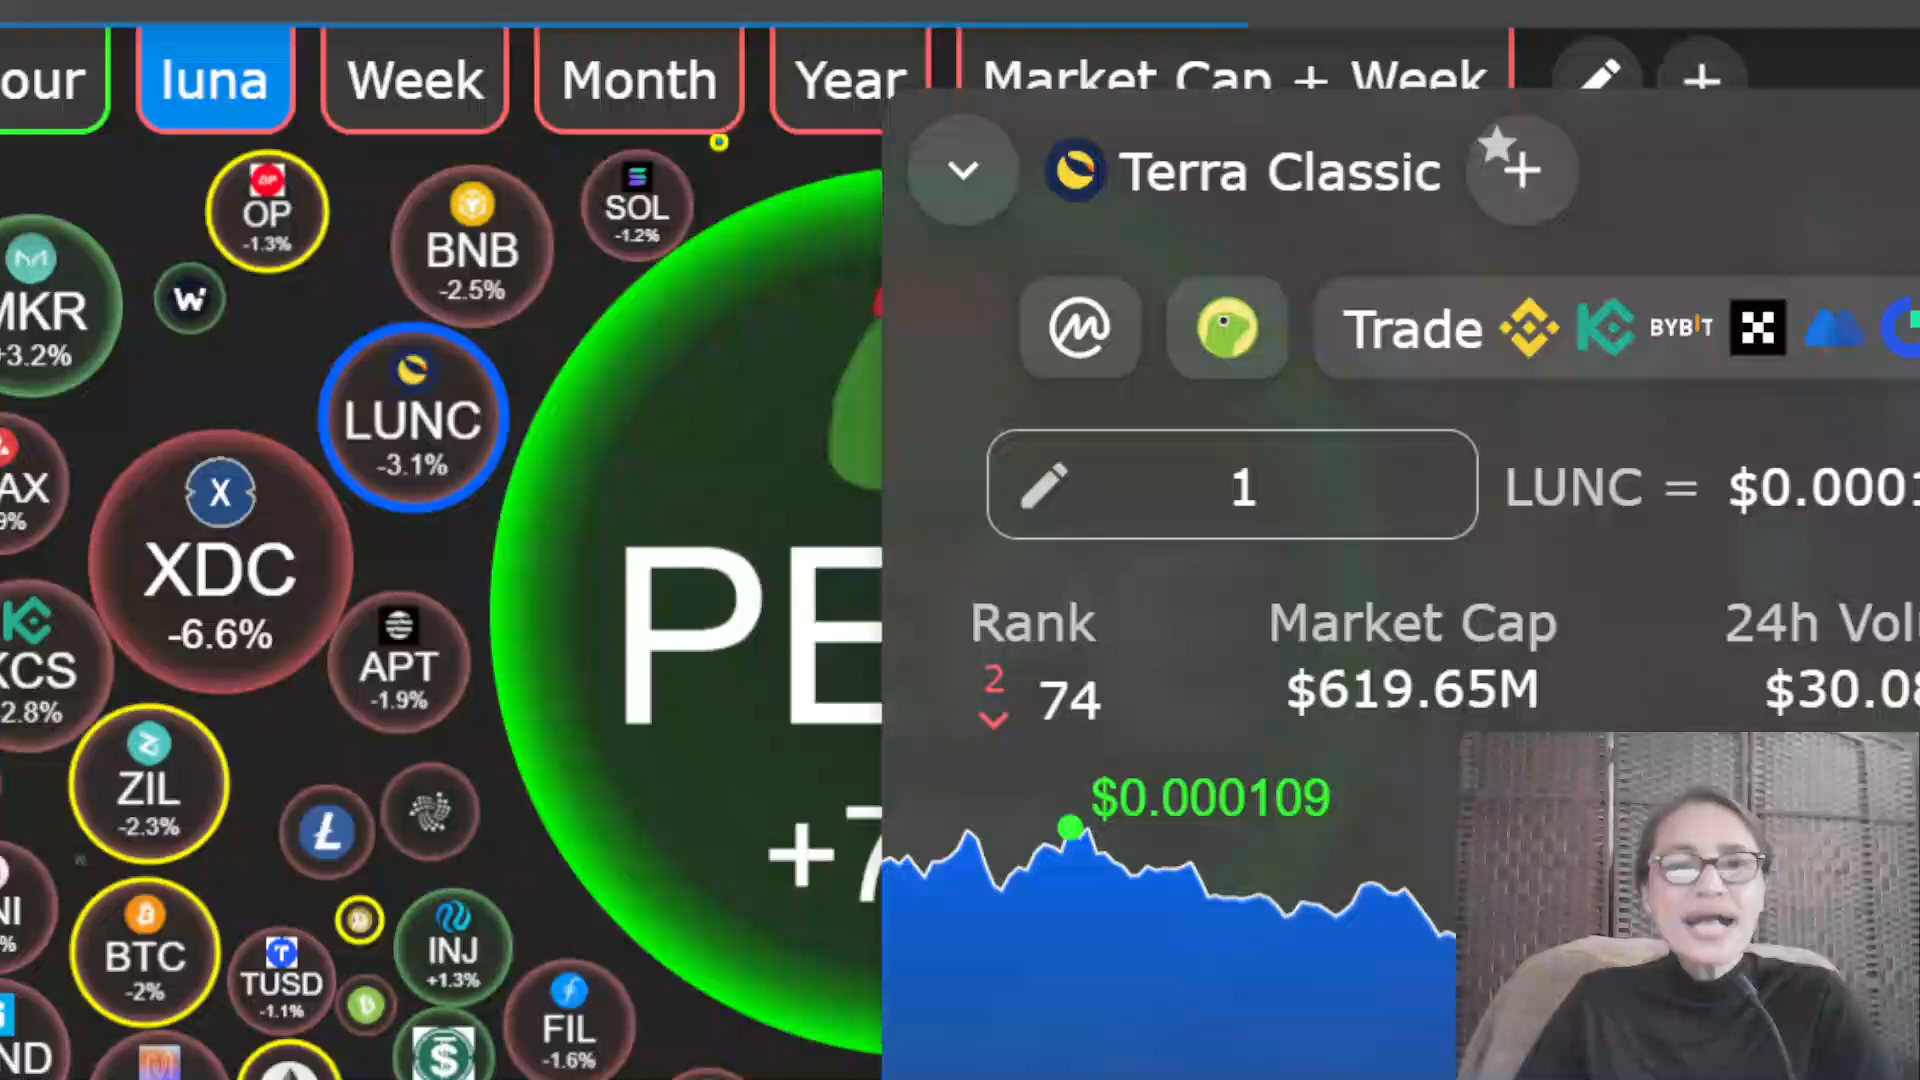 our
luna
Week
Month
Year
Market Cap + Week
OP
-1.3%
BNB
-2.5%
SOL
-1.2%
MKR
+3.2%
LUNC
-3.1%
XDC
-6.6%
AX
9%
APT
-1.9%
KCS
2.8%
ZIL
-2.3%
BTC
-2%
TUSD
-1.1%
INJ
+1.3%
FIL
-1.6%
NI
%
ND
PE
+7
Terra Classic
Trade
BYBIT
1
LUNC = $0.0001
Rank
Market Cap
24h Vol
2
74
$619.65M
$30.08
$0.000109